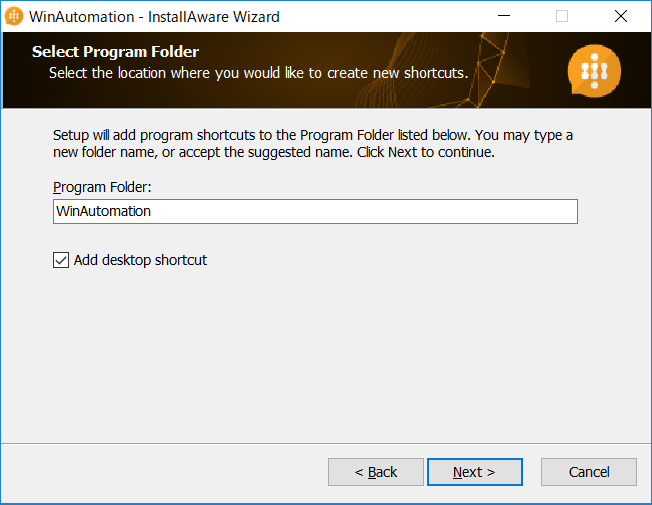 WinAutomation - InstallAware Wizard
Select Program Folder
Select the location where you would like to create new shortcuts.
Setup will add program shortcuts to the Program Folder listed below. You may type a
new folder name, or accept the suggested name. Click Next to continue.
Program Folder:
WinAutomation
Add desktop shortcut
< Back Next > Cancel